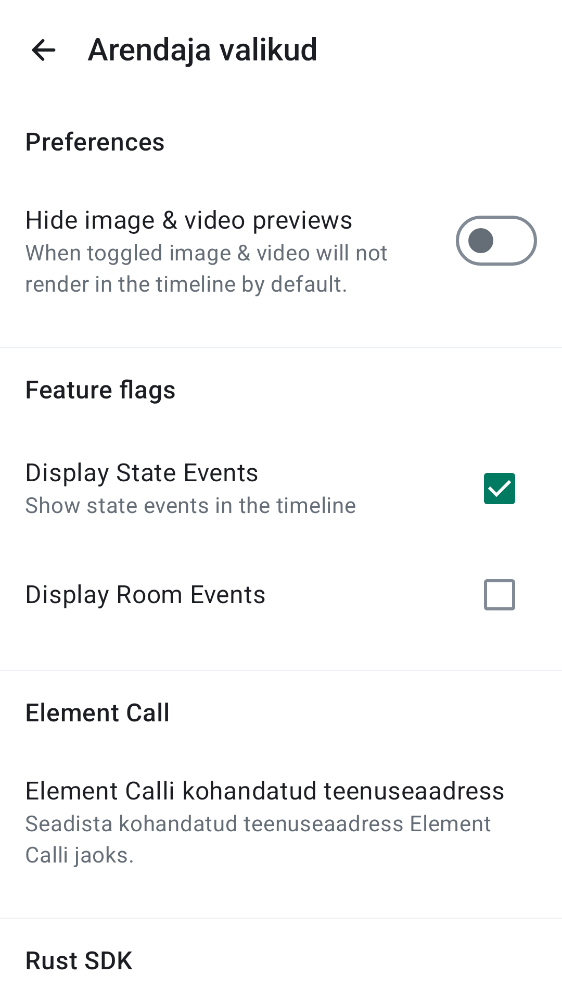 Arendaja valikud
Preferences
Hide image & video previews
When toggled image & video will not
render in the timeline by default.
Feature flags
Display State Events
Show state events in the timeline
Display Room Events
Element Call
Element Calli kohandatud teenuseaadress
Seadista kohandatud teenuseaadress Element
Calli jaoks.
Rust SDK